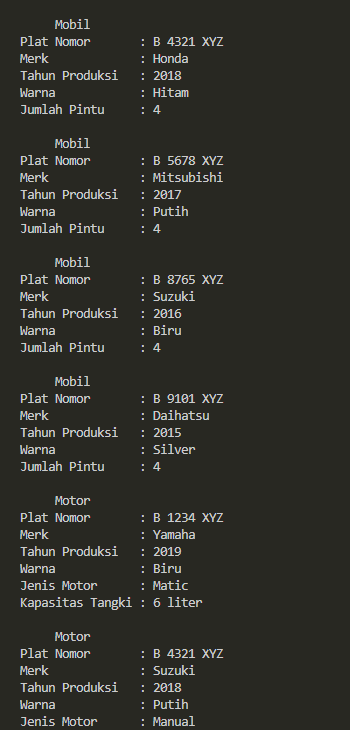 Mobil
Plat Nomor : B 4321 XYZ
Merk : Honda
Tahun Produksi : 2018
Warna : Hitam
Jumlah Pintu : 4
Mobil
Plat Nomor : B 5678 XYZ
Merk : Mitsubishi
Tahun Produksi : 2017
Warna : Putih
Jumlah Pintu : 4
Mobil
Plat Nomor : B 8765 XYZ
Merk : Suzuki
Tahun Produksi : 2016
Warna : Biru
Jumlah Pintu : 4
Mobil
Plat Nomor : B 9101 XYZ
Merk : Daihatsu
Tahun Produksi : 2015
Warna : Silver
Jumlah Pintu : 4
Motor
Plat Nomor : B 1234 XYZ
Merk : Yamaha
Tahun Produksi : 2019
Warna : Biru
Jenis Motor : Matic
Kapasitas Tangki : 6 liter
Motor
Plat Nomor : B 4321 XYZ
Merk : Suzuki
Tahun Produksi : 2018
Warna : Putih
Jenis Motor : Manual